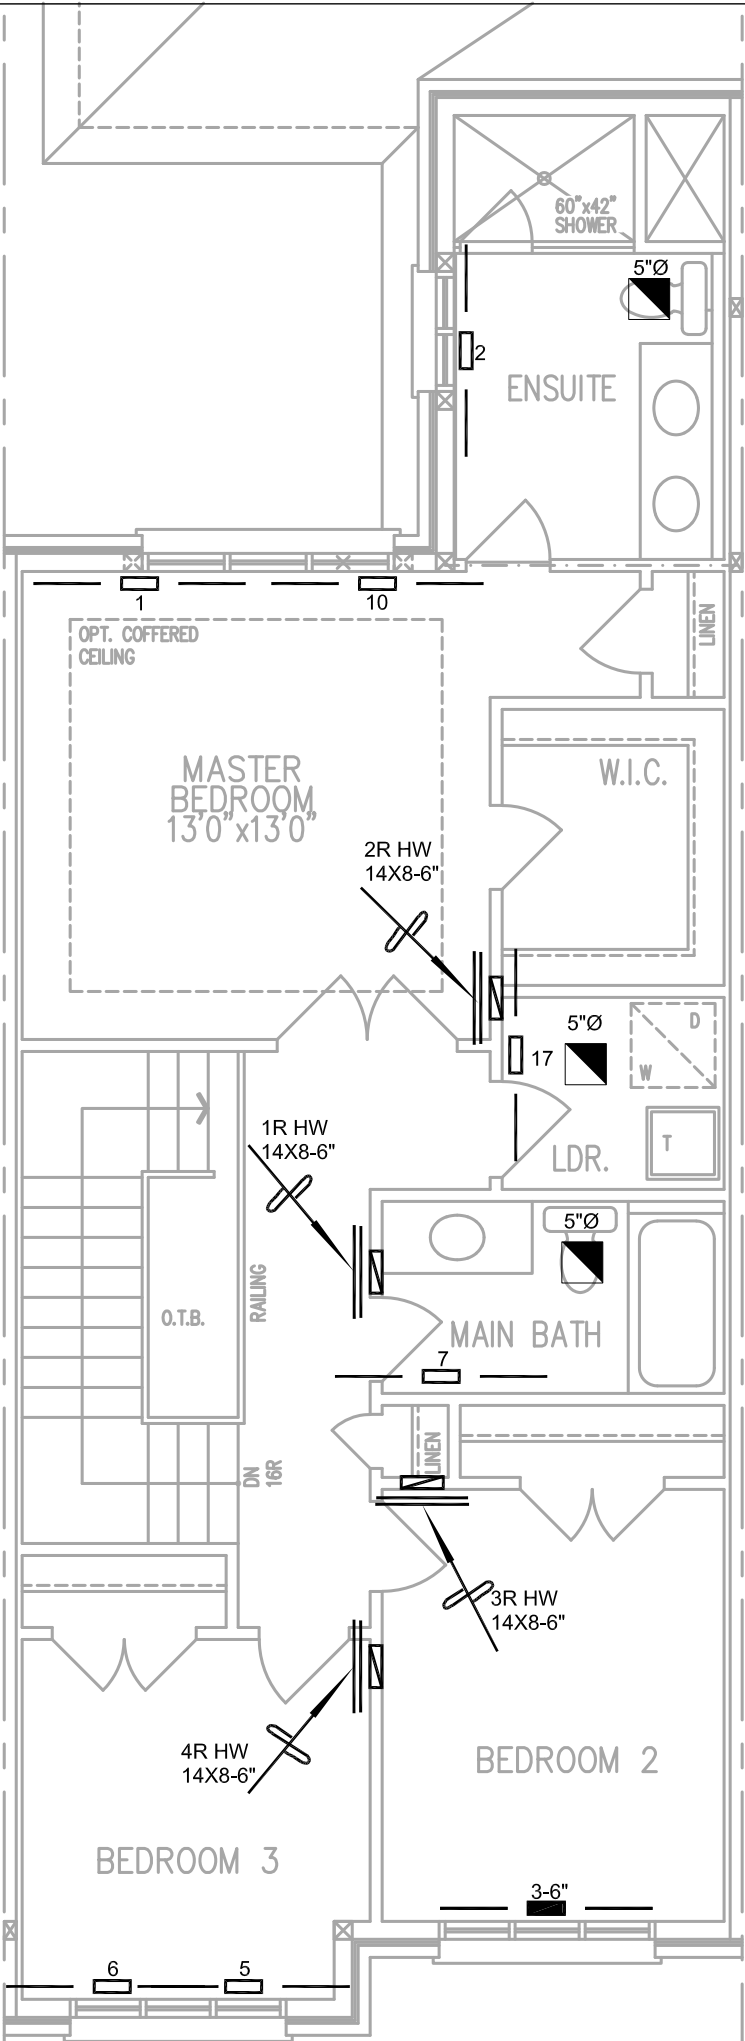 60"x42"
SHOWER
5"Ø
2
ENSUITE
1
10
OPT. COFFERED
CEILING
LINEN
MASTER
BEDROOM
13'0"x13'0"
W.I.C.
2R HW
14X8-6"
5"Ø
D
W
17
T
LDR.
1R HW
14X8-6"
5"Ø
RAILING
O.T.B.
MAIN BATH
7
LINEN
DN
16R
3R HW
14X8-6"
4R HW
14X8-6"
BEDROOM 2
BEDROOM 3
3-6"
6
5